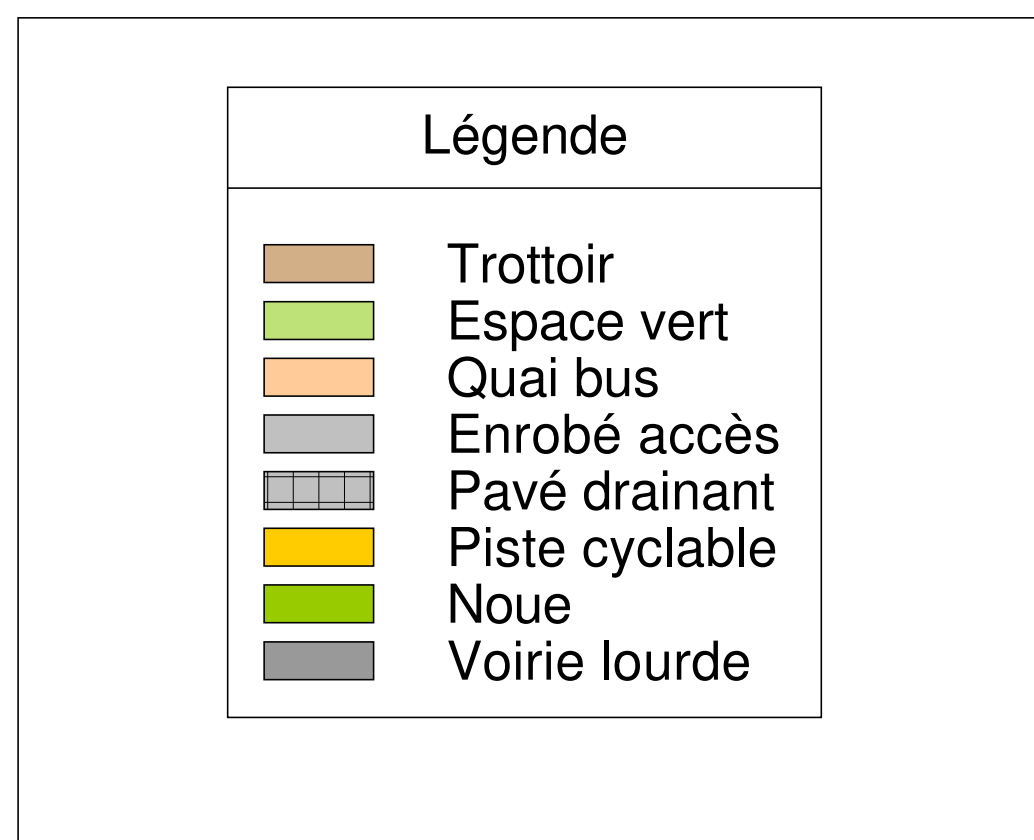 Légende
Trottoir
Espace vert
Quai bus
Enrobé accès
Pavé drainant
Piste cyclable
Noue
Voirie lourde